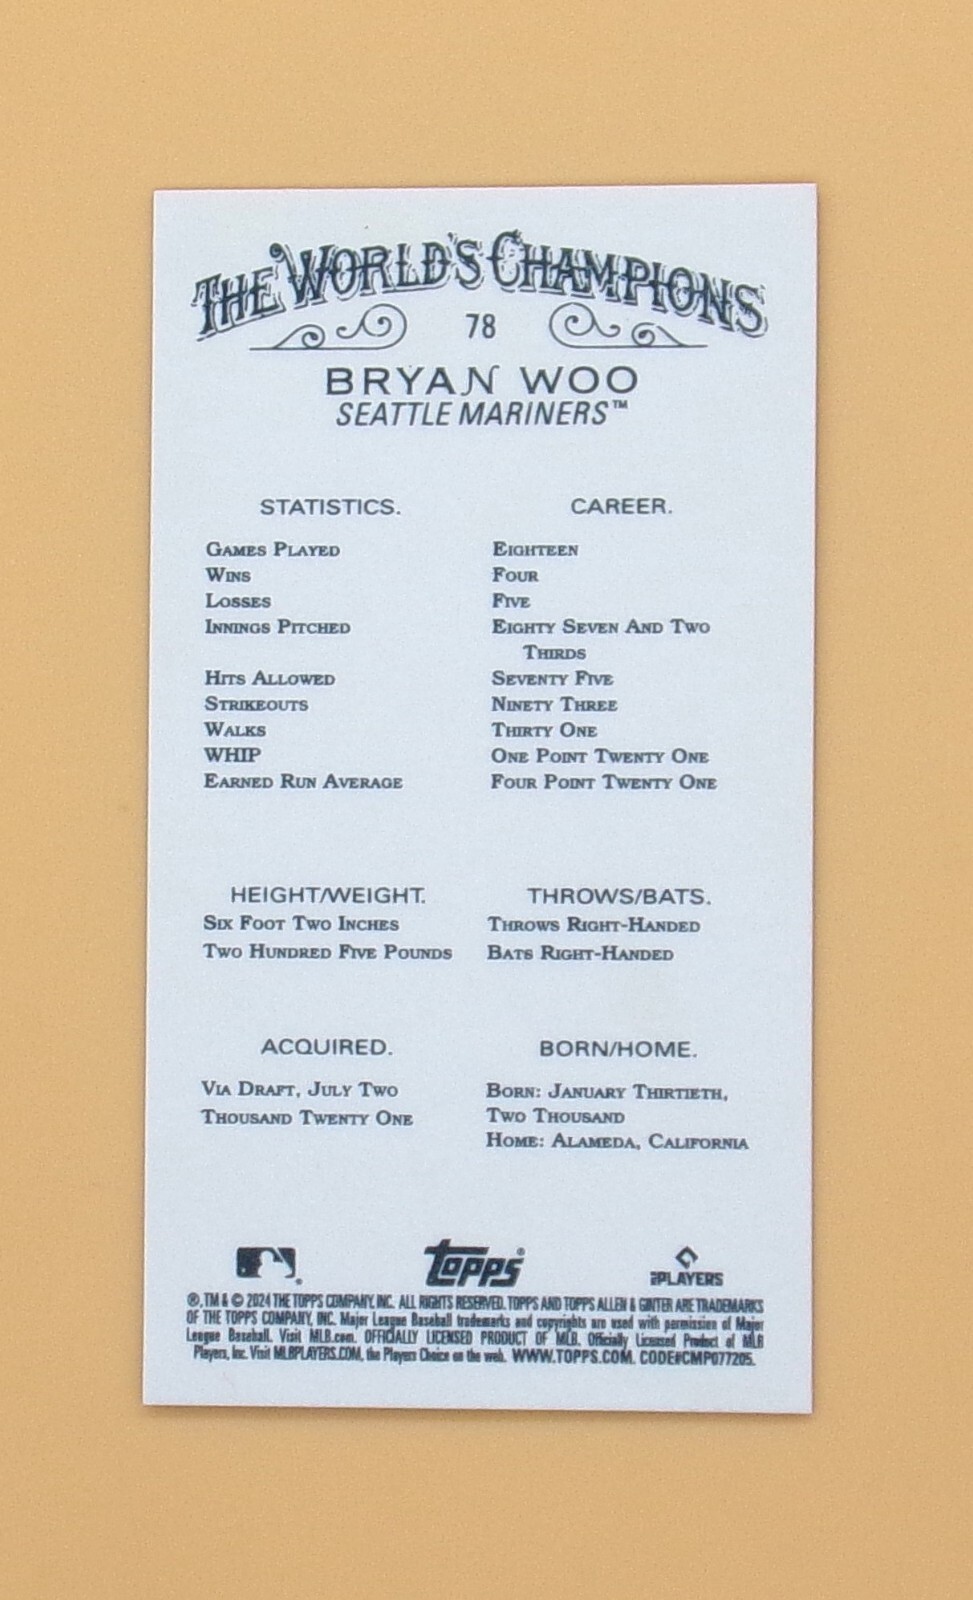 THE WORLD'S CHAMPIONS
78
BRYAN WOO
SEATTLE MARINERS™
STATISTICS. CAREER.
GAMES PLAYED EIGHTEEN
WINS FOUR
LOSSES FIVE
INNINGS PITCHED EIGHTY SEVEN AND TWO
THIRDS
HITS ALLOWED SEVENTY FIVE
STRIKEOUTS NINETY THREE
WALKS THIRTY ONE
WHIP ONE POINT TWENTY ONE
EARNED RUN AVERAGE FOUR POINT TWENTY ONE
HEIGHT/WEIGHT. THROWS/BATS.
SIX FOOT TWO INCHES THROWS RIGHT-HANDED
TWO HUNDRED FIVE POUNDS BATS RIGHT-HANDED
ACQUIRED. BORN/HOME.
VIA DRAFT, JULY TWO BORN: JANUARY THIRTIETH,
THOUSAND TWENTY ONE TWO THOUSAND
HOME: ALAMEDA, CALIFORNIA
® topps® PLAYERS
®, TM & © 2024 THE TOPPS COMPANY, INC. ALL RIGHTS RESERVED. TOPPS AND TOPPS ALLEN & GINTER ARE TRADEMARKS
OF THE TOPPS COMPANY, INC. Major League Baseball trademarks and copyrights are used with permission of Major
League Baseball. Visit MLB.com. OFFICIALLY LICENSED PRODUCT OF MLB. Officially Licensed Product of MLB
Players, Inc. Visit MLBPLAYERS.COM, the Players Choice on the web. WWW.TOPPS.COM. CODE#CMP077205.